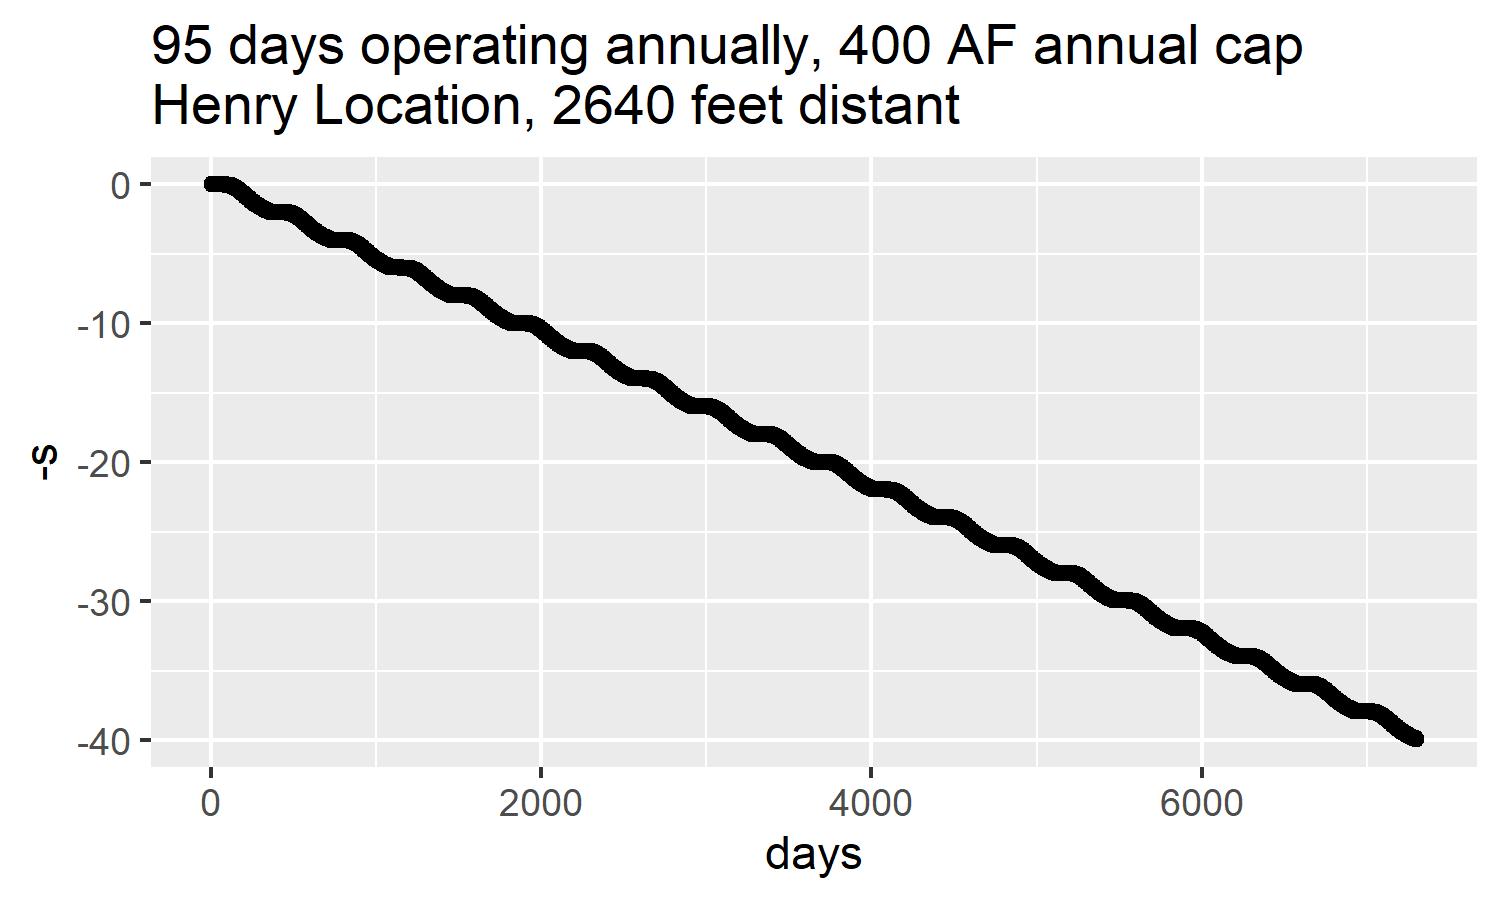 95 days operating annually, 400 AF annual cap
Henry Location, 2640 feet distant
0
-10
-20
-30
-40
-s
0 2000 4000 6000
days